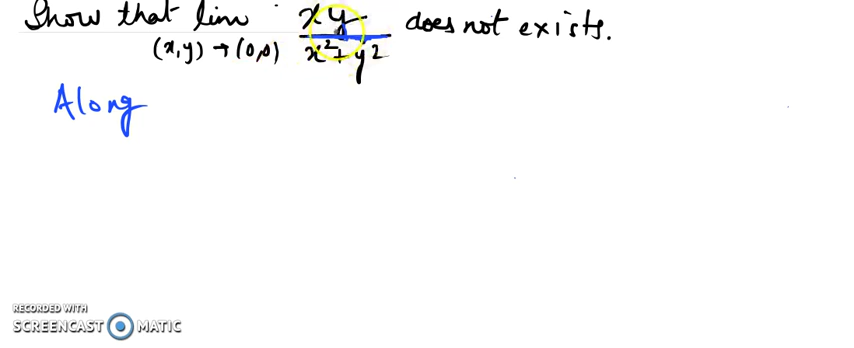 Show that lim xy / x² + y² does not exists.
(x,y) → (0,0)
Along
RECORDED WITH
SCREENCAST MATIC